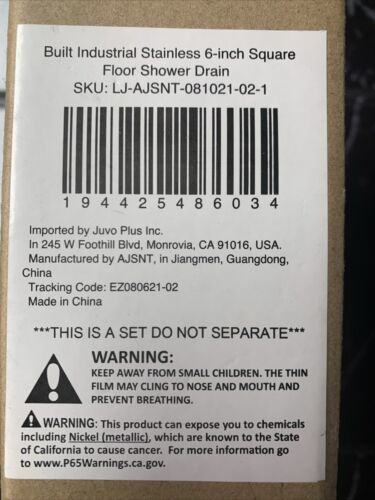 Built Industrial Stainless 6-inch Square
Floor Shower Drain
SKU: LJ-AJSNT-081021-02-1
194425486034
Imported by Juvo Plus Inc.
In 245 W Foothill Blvd, Monrovia, CA 91016, USA.
Manufactured by AJSNT, in Jiangmen, Guangdong,
China
Tracking Code: EZ080621-02
Made in China
***THIS IS A SET DO NOT SEPARATE***
WARNING:
KEEP AWAY FROM SMALL CHILDREN. THE THIN
FILM MAY CLING TO NOSE AND MOUTH AND
PREVENT BREATHING.
WARNING: This product can expose you to chemicals
including Nickel (metallic), which are known to the State
of California to cause cancer. For more information go
to www.P65Warnings.ca.gov.